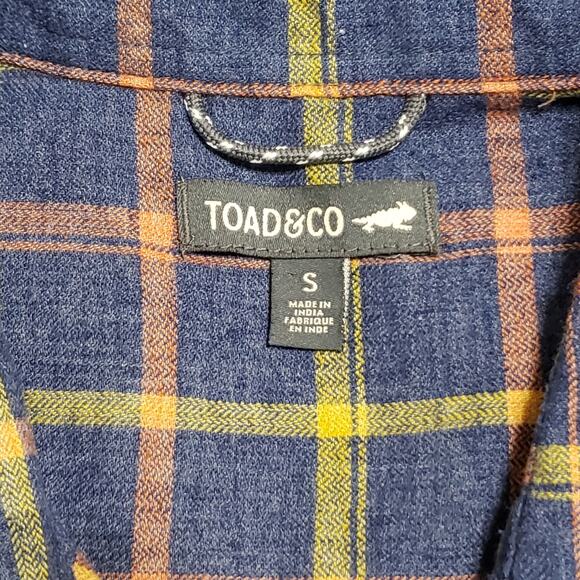 TOAD&CO
S
MADE IN
INDIA
FABRIQUE
EN INDE